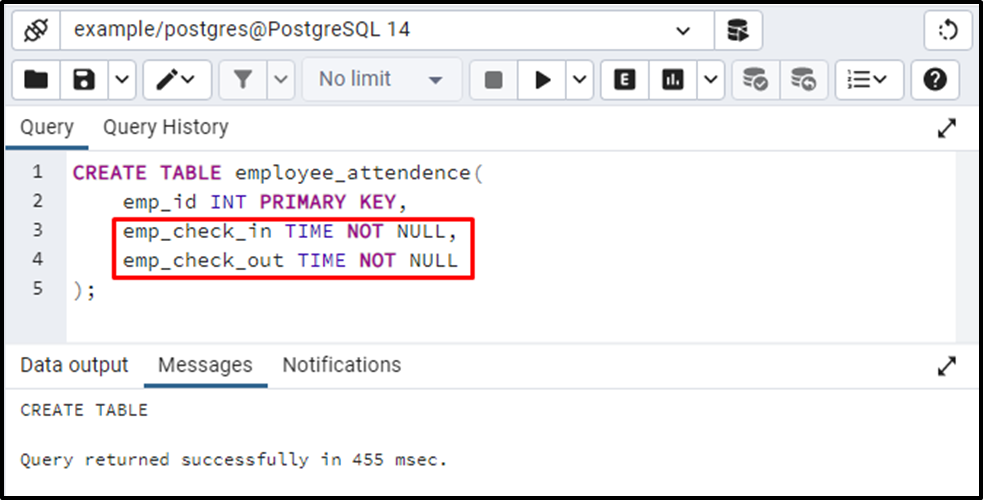 example/postgres@PostgreSQL 14
No limit
E
?
Query Query History
1 CREATE TABLE employee_attendence(
2 emp_id INT PRIMARY KEY,
3 emp_check_in TIME NOT NULL,
4 emp_check_out TIME NOT NULL
5 );
Data output Messages Notifications
CREATE TABLE
Query returned successfully in 455 msec.